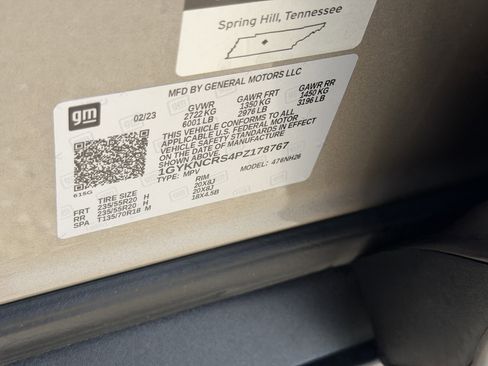 Spring Hill, Tennessee
gm
MFD BY GENERAL MOTORS LLC
02/23 GVWR GAWR FRT GAWR RR
2722 KG 1350 KG 1450 KG
6001 LB 2976 LB 3196 LB
THIS VEHICLE CONFORMS TO ALL
APPLICABLE U.S. FEDERAL MOTOR
VEHICLE SAFETY STANDARDS IN EFFECT
ON THE DATE OF MANUFACTURE
SHOWN ABOVE.
1GYKNCRS4PZ178767
TYPE: MPV MODEL: 476NH26
615G
TIRE SIZE RIM
FRT 235/55R20 H 20X8J
RR 235/55R20 H 20X8J
SPA T135/70R18 M 18X4.5B